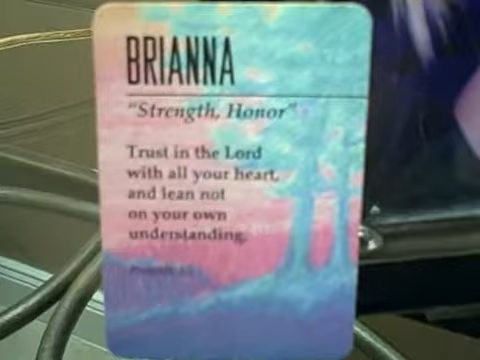 BRIANNA
"Strength, Honor"
Trust in the Lord
with all your heart,
and lean not
on your own
understanding.